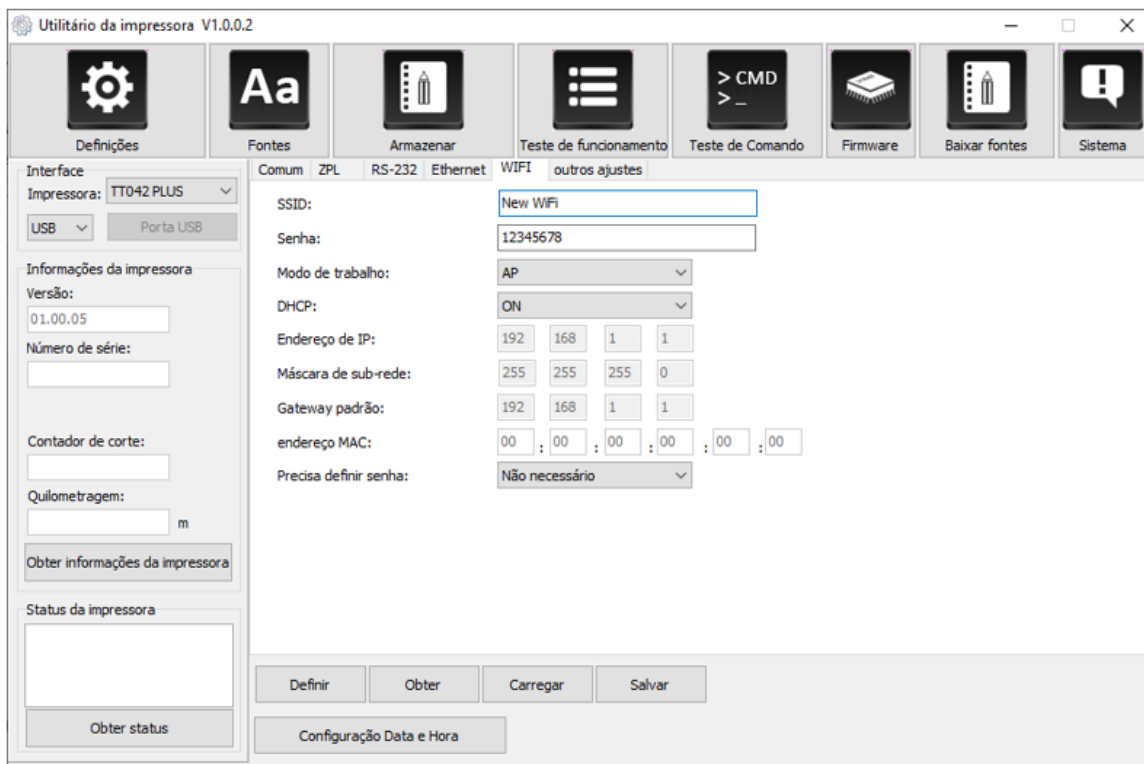 Utilitário da impressora V1.0.0.2
Aa
> CMD
>_
Definições
Fontes
Armazenar
Teste de funcionamento
Teste de Comando
Firmware
Baixar fontes
Sistema
Interface
Impressora: TT042 PLUS
USB Porta USB
Informações da impressora
Versão:
01.00.05
Número de série:
Contador de corte:
Quilometragem:
m
Obter informações da impressora
Status da impressora
Obter status
Comum ZPL RS-232 Ethernet WIFI outros ajustes
SSID: New WiFi
Senha: 12345678
Modo de trabalho: AP
DHCP: ON
Endereço de IP: 192 168 1 1
Máscara de sub-rede: 255 255 255 0
Gateway padrão: 192 168 1 1
endereço MAC: 00 : 00 : 00 : 00 : 00 : 00
Precisa definir senha: Não necessário
Definir Obter Carregar Salvar
Configuração Data e Hora